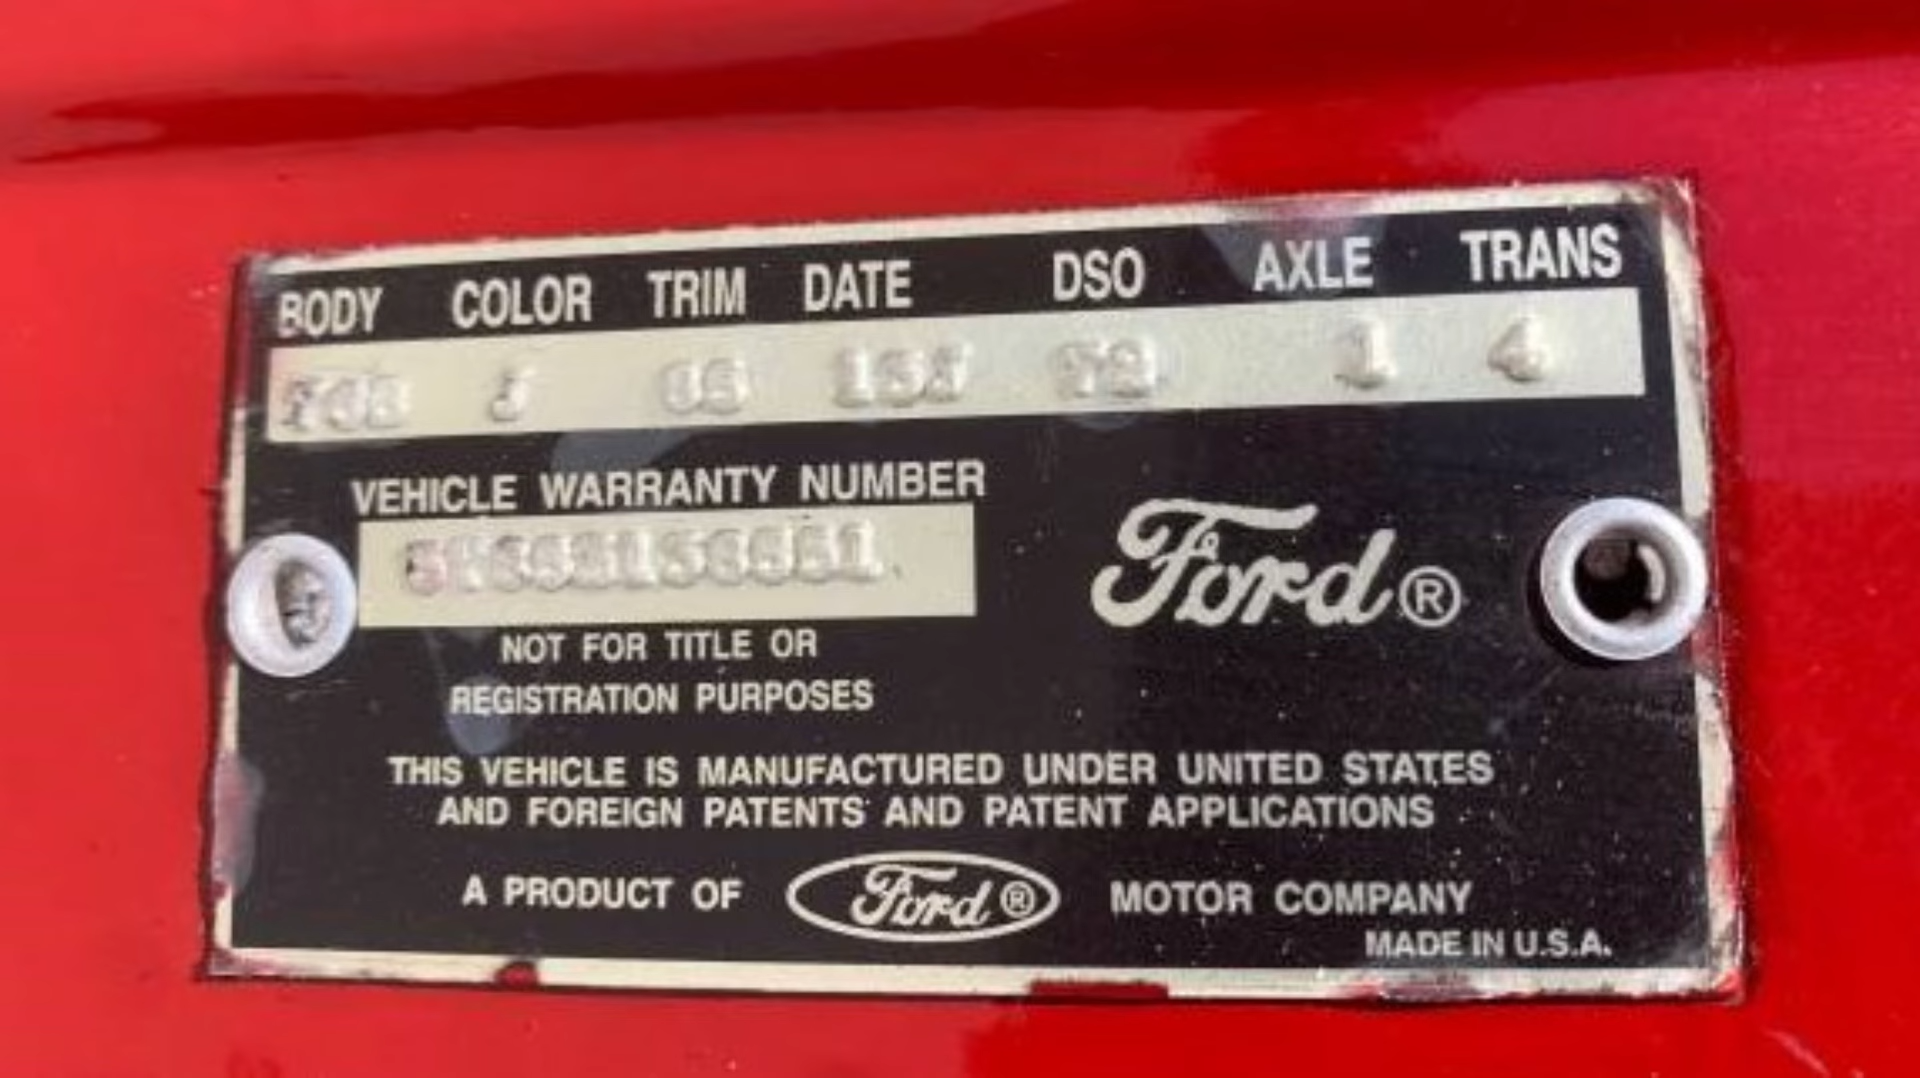 BODY COLOR TRIM DATE DSO AXLE TRANS
J 72 1 4
VEHICLE WARRANTY NUMBER
Ford®
NOT FOR TITLE OR
REGISTRATION PURPOSES
THIS VEHICLE IS MANUFACTURED UNDER UNITED STATES
AND FOREIGN PATENTS AND PATENT APPLICATIONS
A PRODUCT OF Ford® MOTOR COMPANY
MADE IN U.S.A.